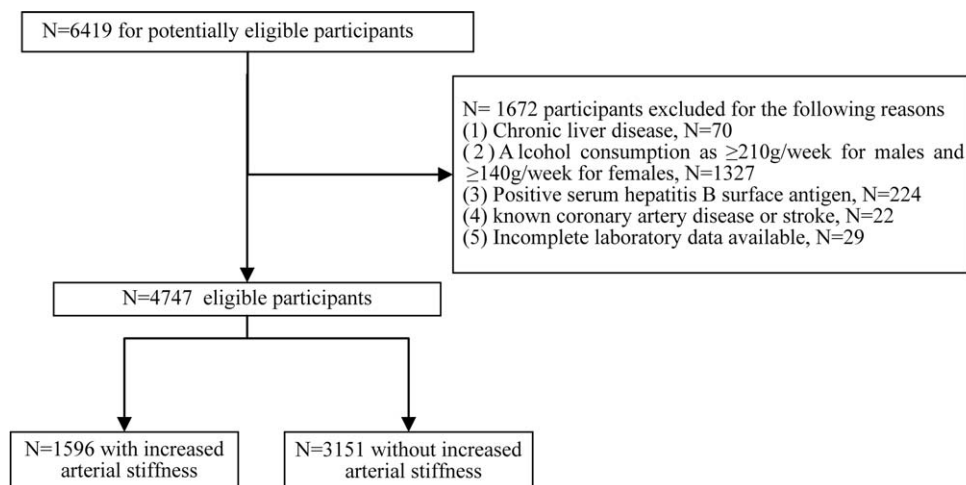 N=6419 for potentially eligible participants
N= 1672 participants excluded for the following reasons
(1) Chronic liver disease, N=70
(2) A lcohol consumption as ≥210g/week for males and
≥140g/week for females, N=1327
(3) Positive serum hepatitis B surface antigen, N=224
(4) known coronary artery disease or stroke, N=22
(5) Incomplete laboratory data available, N=29
N=4747 eligible participants
N=1596 with increased
arterial stiffness
N=3151 without increased
arterial stiffness